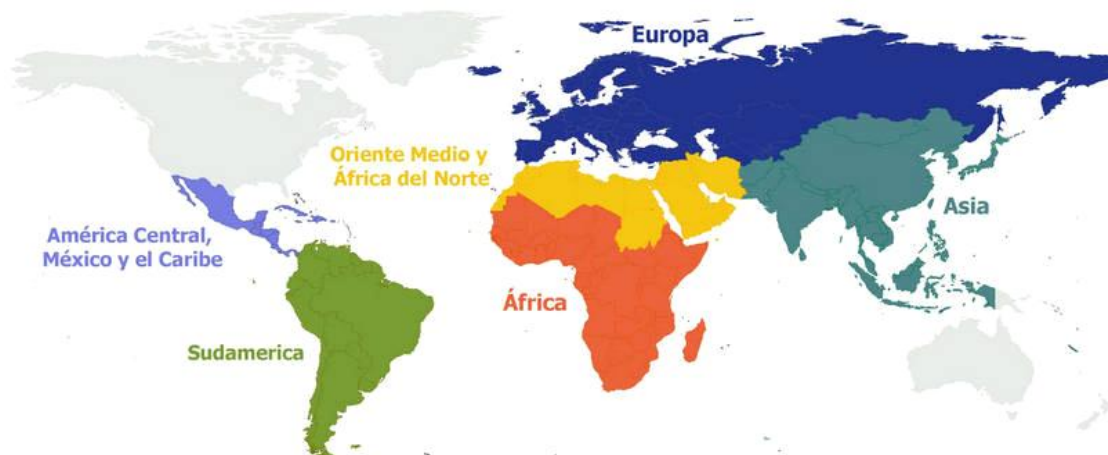 Europa
Oriente Medio y
África del Norte
Asia
América Central,
México y el Caribe
África
Sudamerica